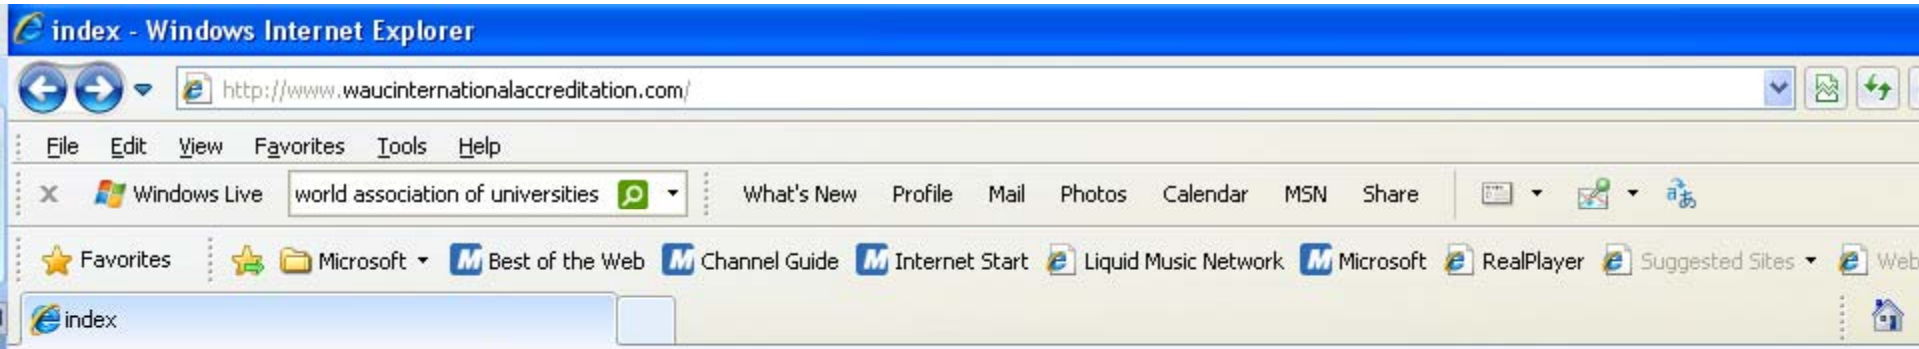 index - Windows Internet Explorer
http://www.waucinternationalaccreditation.com/
File Edit View Favorites Tools Help
Windows Live world association of universities What's New Profile Mail Photos Calendar MSN Share
Favorites Microsoft Best of the Web Channel Guide Internet Start Liquid Music Network Microsoft RealPlayer Suggested Sites Web
index